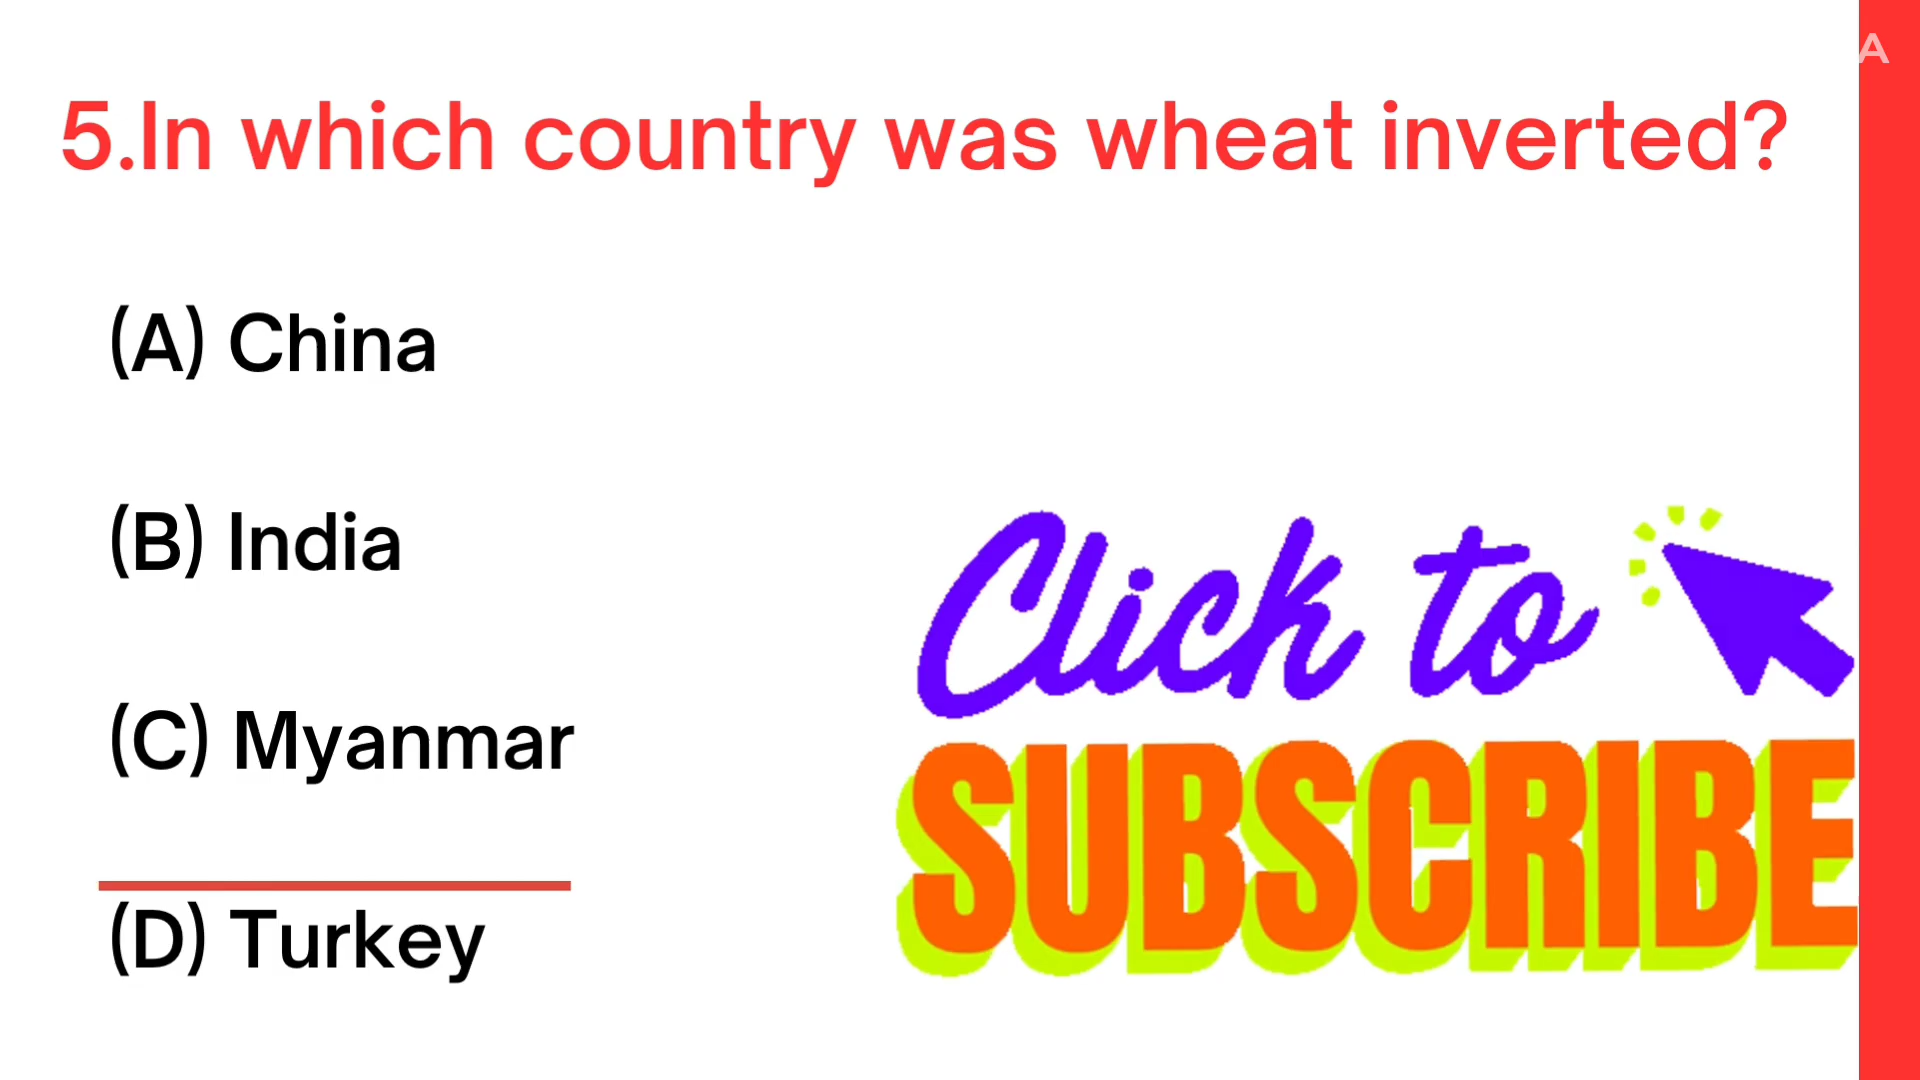 A
5.In which country was wheat inverted?
(A) China
(B) India
(C) Myanmar
(D) Turkey
Click to
SUBSCRIBE